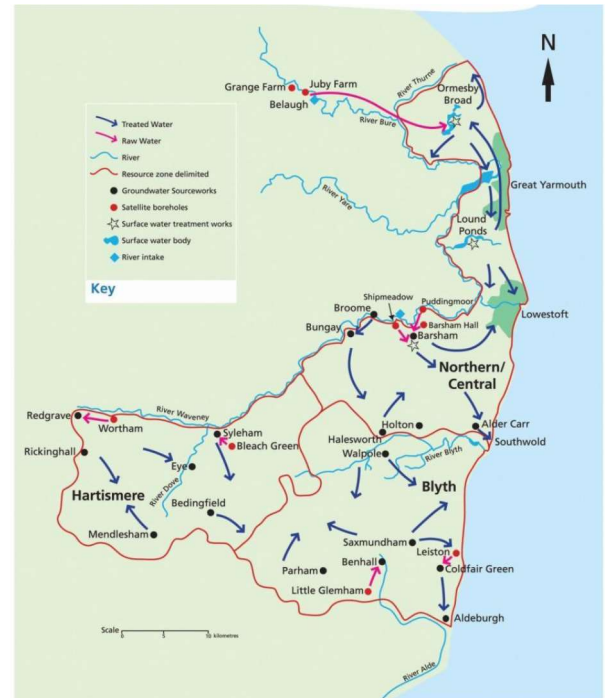 N
River Thurne
Ormesby
Broad
Grange Farm
Juby Farm
Belaugh
River Bure
Treated Water
Raw Water
River
Resource zone delimited
Groundwater Sourceworks
Satellite boreholes
Surface water treatment works
Surface water body
River intake
Key
Great Yarmouth
River Yare
Lound
Ponds
Shipmeadow
Puddingmoor
Lowestoft
Broome
Barsham Hall
Bungay
Barsham
Northern/
Central
River Waveney
Redgrave
Wortham
Syleham
Holton
Alder Carr
Halesworth
Southwold
Bleach Green
Walpole
River Blyth
Rickinghall
Eye
River Dove
Blyth
Hartismere
Bedingfield
Mendlesham
Saxmundham
Leiston
Benhall
Coldfair Green
Parham
Little Glemham
Aldeburgh
Scale
0 5 10 kilometres
River Alde